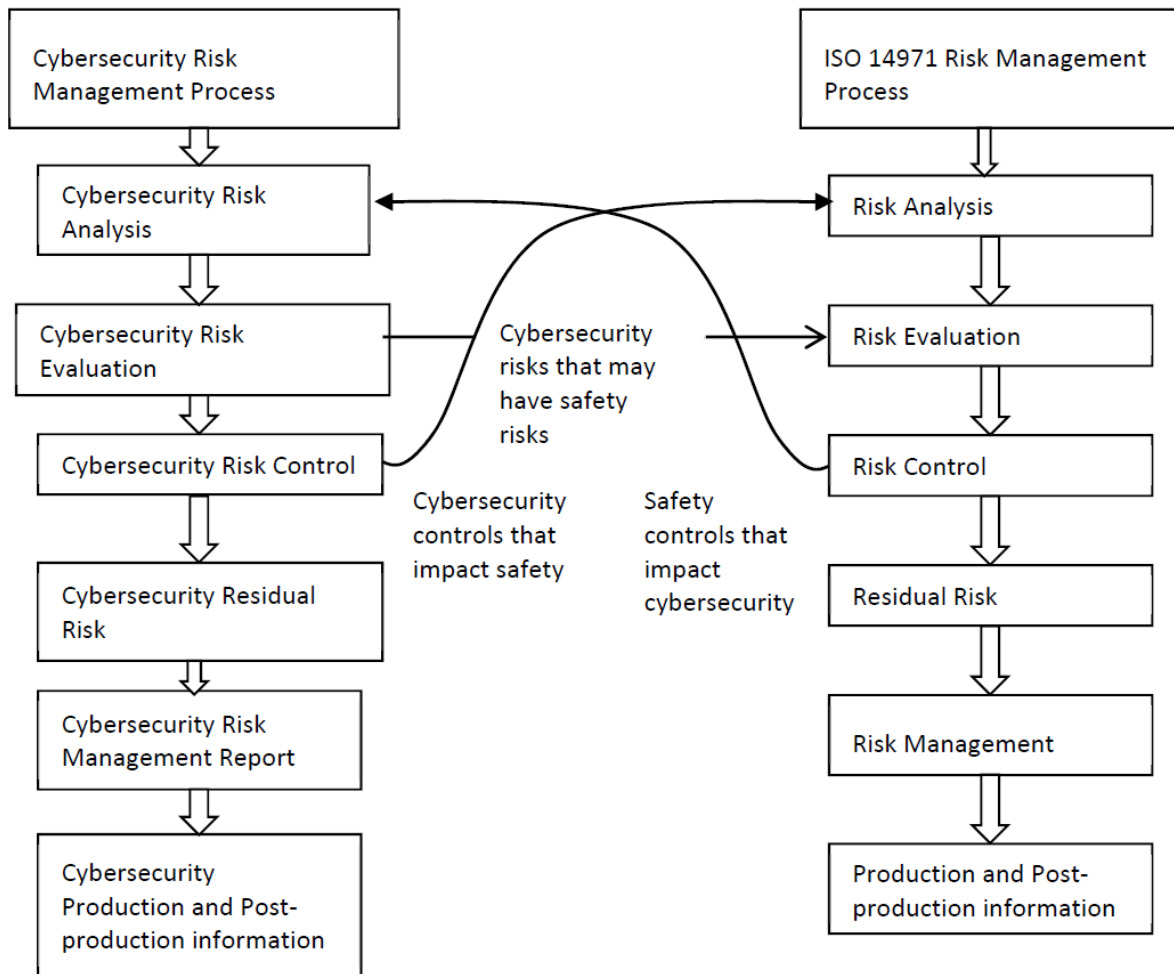 Cybersecurity Risk
Management Process
ISO 14971 Risk Management
Process
Cybersecurity Risk
Analysis
Risk Analysis
Cybersecurity Risk
Evaluation
Cybersecurity
risks that may
have safety
risks
Risk Evaluation
Cybersecurity Risk Control
Risk Control
Cybersecurity
controls that
impact safety
Safety
controls that
impact
cybersecurity
Cybersecurity Residual
Risk
Residual Risk
Cybersecurity Risk
Management Report
Risk Management
Cybersecurity
Production and Post-
production information
Production and Post-
production information